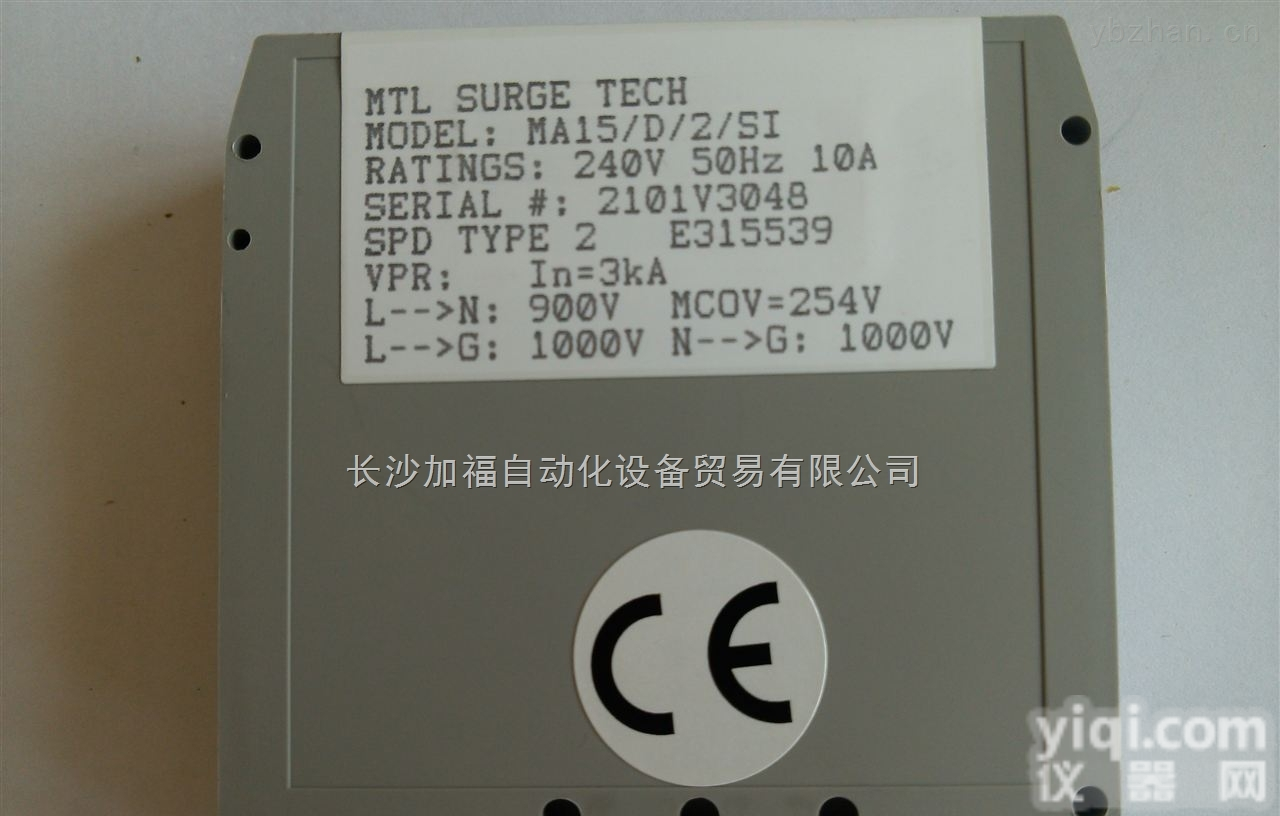 ybzhan.cn
MTL SURGE TECH
MODEL: MA15/D/2/SI
RATINGS: 240V 50Hz 10A
SERIAL #: 2101V3048
SPD TYPE 2 E315539
VPR: In=3kA
L-->N: 900V MCOV=254V
L-->G: 1000V N-->G: 1000V
长沙加福自动化设备贸易有限公司
CE
yiqi.com
仪器网